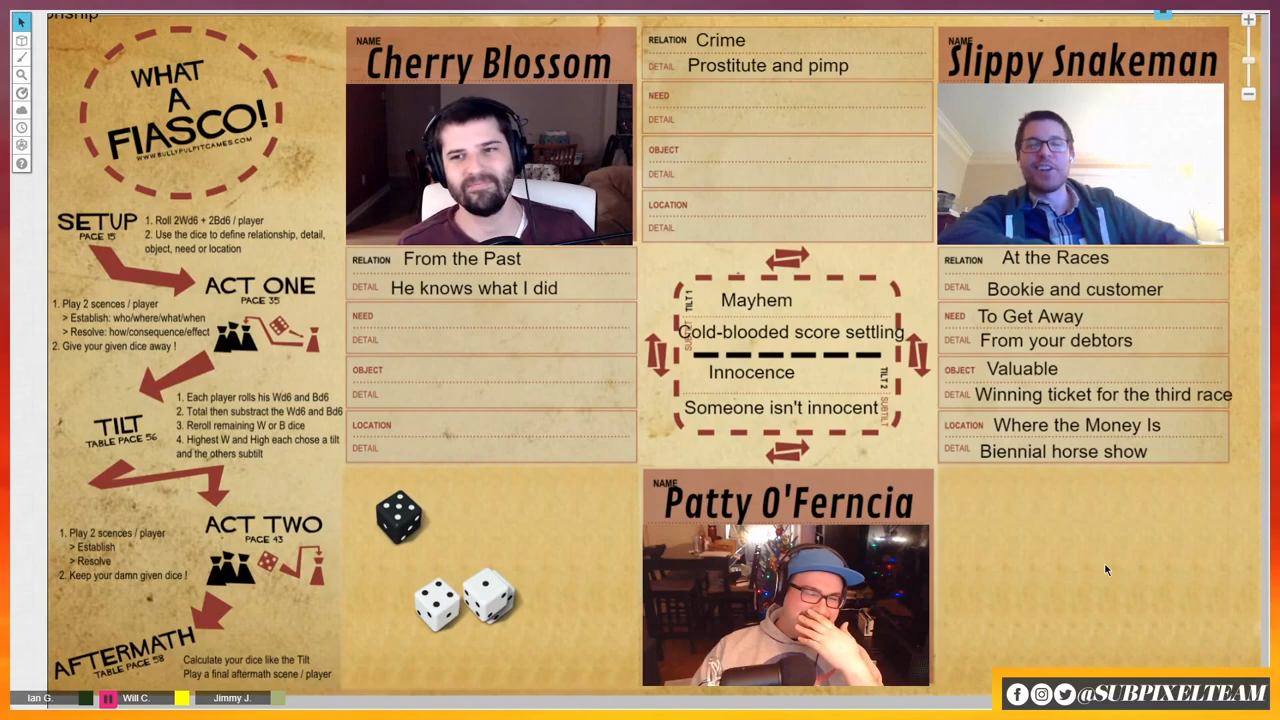 onship
WHAT
A
FIASCO!
WWW.BULLYPULPITGAMES.COM
SETUP
PAGE 15
1. Roll 2Wd6 + 2Bd6 / player
2. Use the dice to define relationship, detail,
object, need or location
ACT ONE
PAGE 35
1. Play 2 scences / player
> Establish: who/where/what/when
> Resolve: how/consequence/effect
2. Give your given dice away !
TILT
TABLE PAGE 56
1. Each player rolls his Wd6 and Bd6
2. Total then substract the Wd6 and Bd6
3. Reroll remaining W or B dice
4. Highest W and High each chose a tilt
and the others subtilt
ACT TWO
PAGE 43
1. Play 2 scences / player
> Establish
> Resolve
2. Keep your damn given dice !
AFTERMATH
TABLE PAGE 58
Calculate your dice like the Tilt
Play a final aftermath scene / player
NAME
Cherry Blossom
RELATION From the Past
DETAIL He knows what I did
NEED
DETAIL
OBJECT
DETAIL
LOCATION
DETAIL
RELATION Crime
DETAIL Prostitute and pimp
NEED
DETAIL
OBJECT
DETAIL
LOCATION
DETAIL
TILT 1
Mayhem
Cold-blooded score settling
Innocence
TILT 2
Someone isn't innocent
SUBTILT
NAME
Patty O'Ferncia
NAME
Slippy Snakeman
RELATION At the Races
DETAIL Bookie and customer
NEED To Get Away
DETAIL From your debtors
OBJECT Valuable
DETAIL Winning ticket for the third race
LOCATION Where the Money Is
DETAIL Biennial horse show
Ian G.
Will C.
Jimmy J.
@SUBPIXELTEAM